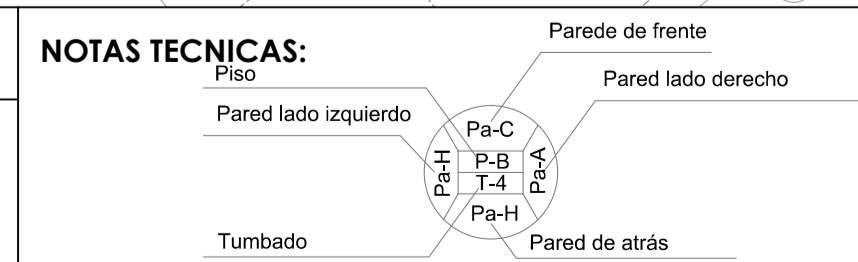 NOTAS TECNICAS:
Parede de frente
Piso
Pared lado derecho
Pared lado izquierdo
Pa-C
Pa-H
P-B
Pa-A
T-4
Pa-H
Tumbado
Pared de atrás